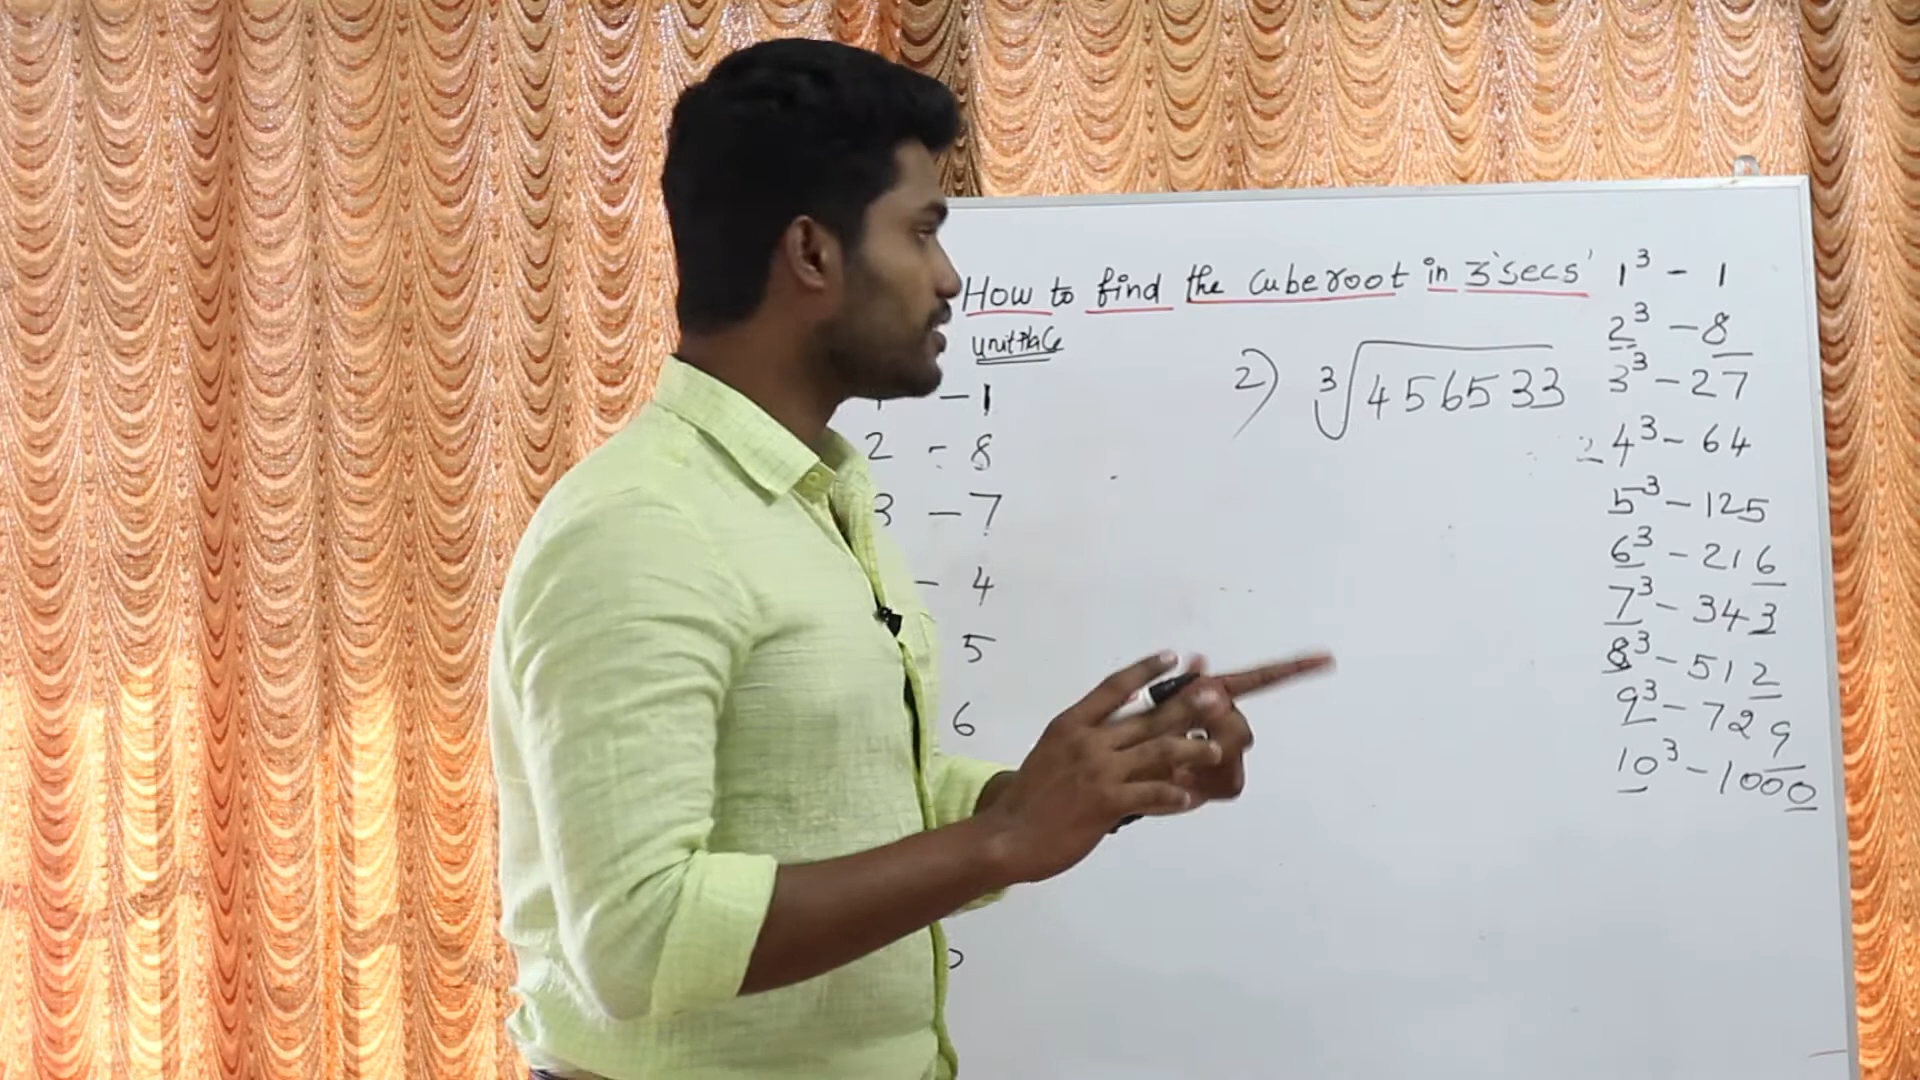 How to find the cube root in 3'secs'
unit place
- 1
2 - 8
3 - 7
- 4
5
6
2) 3√456533
1³ - 1
2³ - 8
3³ - 27
4³ - 64
5³ - 125
6³ - 216
7³ - 343
8³ - 512
9³ - 729
10³ - 1000